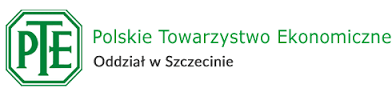 PTE
Polskie Towarzystwo Ekonomiczne
Oddział w Szczecinie